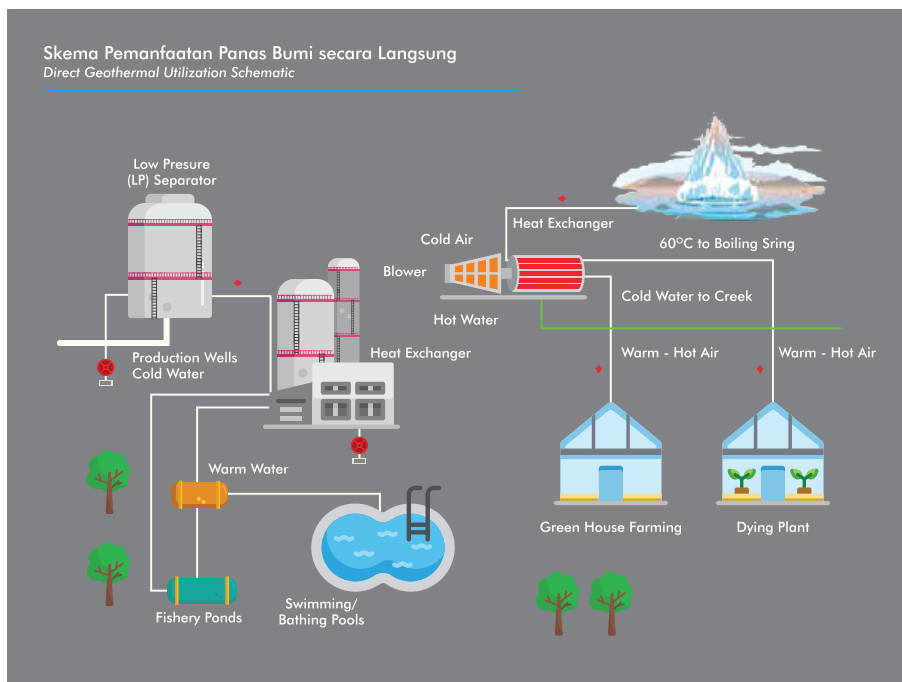 Skema Pemanfaatan Panas Bumi secara Langsung
Direct Geothermal Utilization Schematic
Low Presure
(LP) Separator
Heat Exchanger
Cold Air
60°C to Boiling Sring
Blower
Cold Water to Creek
Hot Water
Production Wells
Cold Water
Heat Exchanger
Warm - Hot Air
Warm - Hot Air
Warm Water
Green House Farming
Dying Plant
Fishery Ponds
Swimming/
Bathing Pools